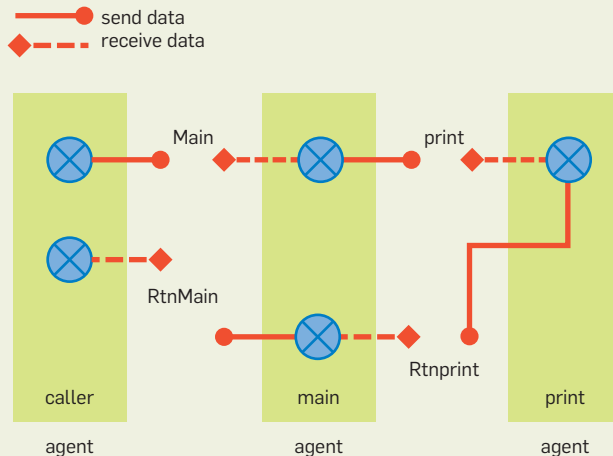 send data
receive data
Main
print
RtnMain
Rtnprint
caller
main
print
agent
agent
agent